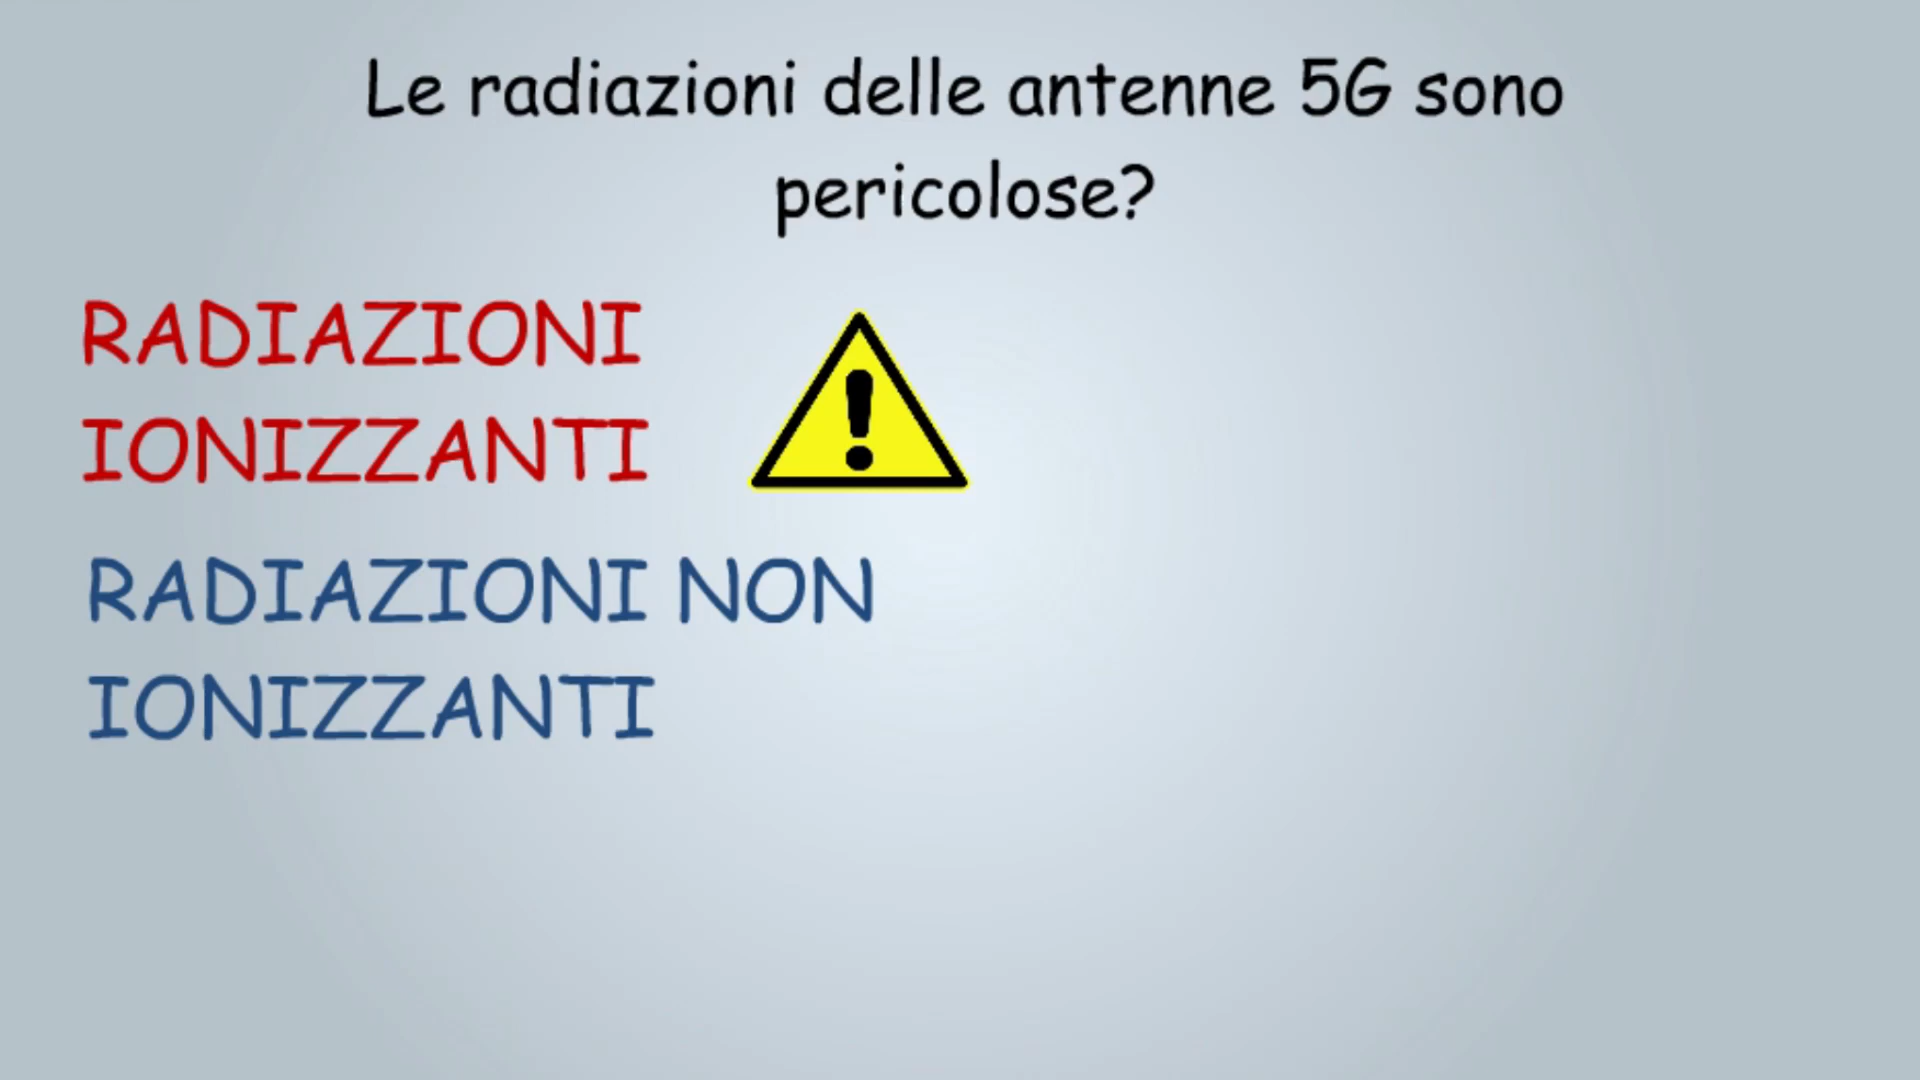 Le radiazioni delle antenne 5G sono
pericolose?
RADIAZIONI
IONIZZANTI
RADIAZIONI NON
IONIZZANTI